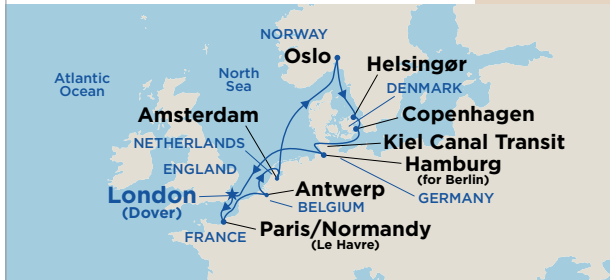 NORWAY
Oslo
Helsingør
DENMARK
Atlantic
Ocean
North
Sea
Copenhagen
Amsterdam
Kiel Canal Transit
NETHERLANDS
Hamburg
(for Berlin)
ENGLAND
London
(Dover)
Antwerp
BELGIUM
GERMANY
Paris/Normandy
(Le Havre)
FRANCE